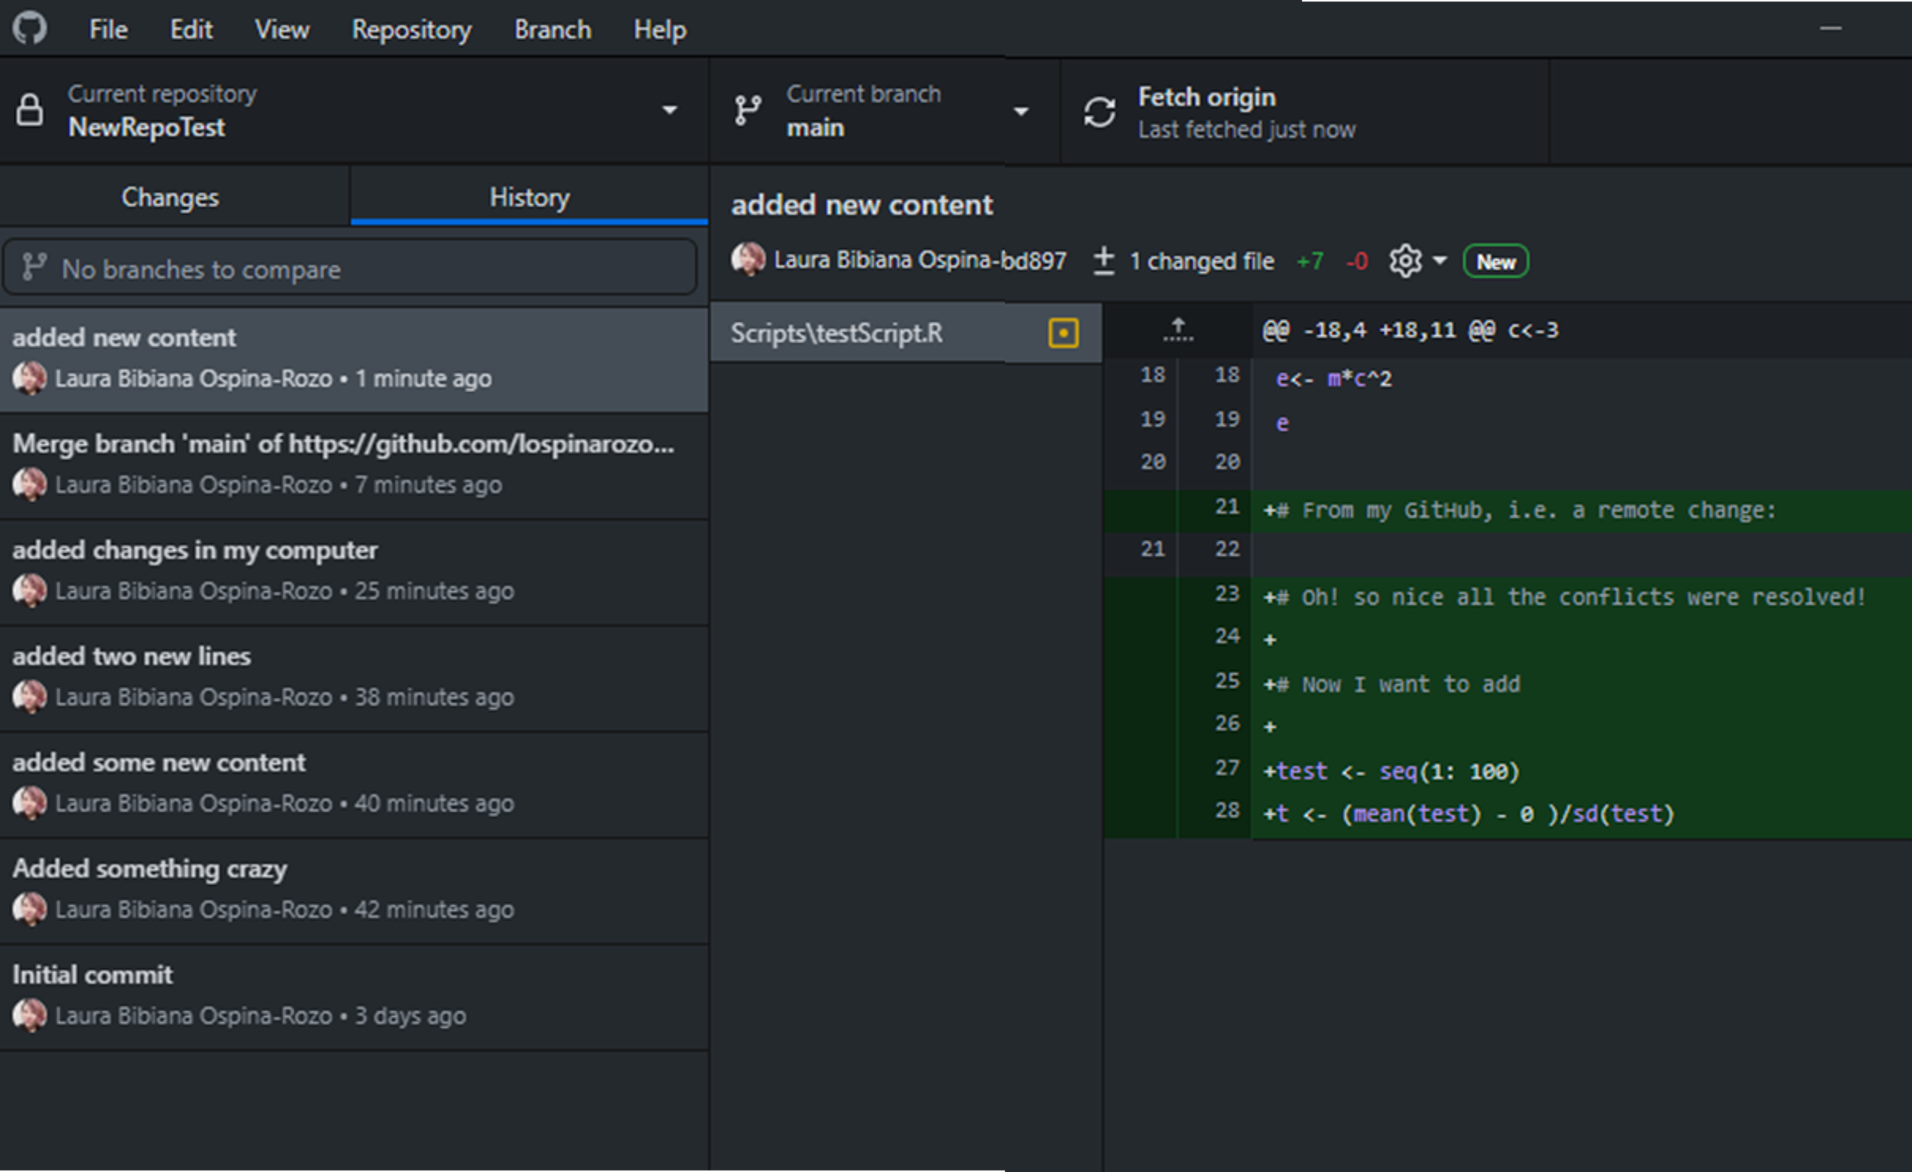 File Edit View Repository Branch Help
Current repository
NewRepoTest
Current branch
main
Fetch origin
Last fetched just now
Changes
History
No branches to compare
added new content
Laura Bibiana Ospina-Rozo • 1 minute ago
Merge branch 'main' of https://github.com/lospinarozo...
Laura Bibiana Ospina-Rozo • 7 minutes ago
added changes in my computer
Laura Bibiana Ospina-Rozo • 25 minutes ago
added two new lines
Laura Bibiana Ospina-Rozo • 38 minutes ago
added some new content
Laura Bibiana Ospina-Rozo • 40 minutes ago
Added something crazy
Laura Bibiana Ospina-Rozo • 42 minutes ago
Initial commit
Laura Bibiana Ospina-Rozo • 3 days ago
added new content
Laura Bibiana Ospina-bd897 ± 1 changed file +7 -0 New
Scripts\testScript.R
@@ -18,4 +18,11 @@ c<-3
18 18 e<- m*c^2
19 19 e
20 20
21 +# From my GitHub, i.e. a remote change:
21 22
23 +# Oh! so nice all the conflicts were resolved!
24 +
25 +# Now I want to add
26 +
27 +test <- seq(1: 100)
28 +t <- (mean(test) - 0 )/sd(test)